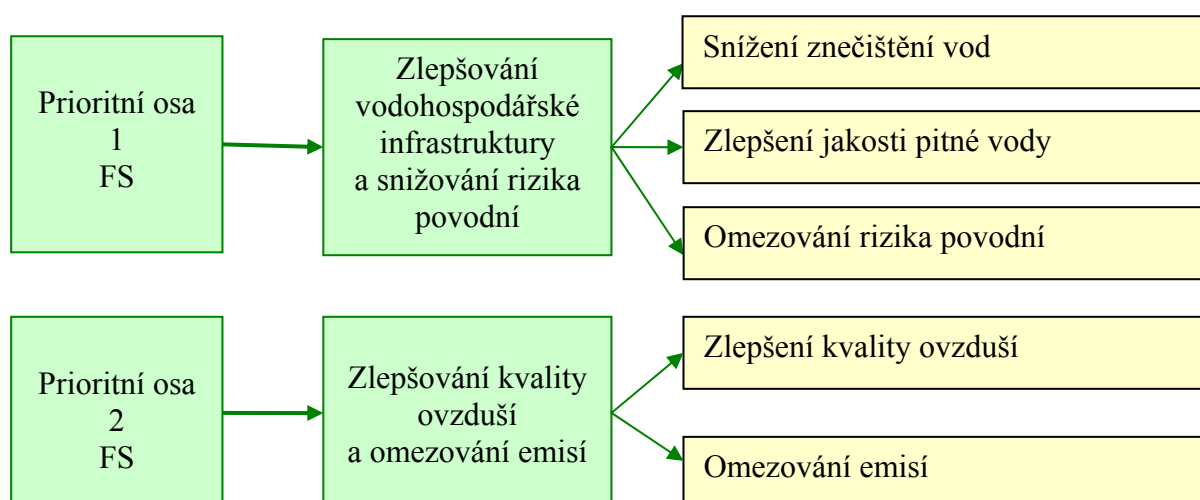 Prioritní osa
1
FS
Zlepšování
vodohospodářské
infrastruktury
a snižování rizika
povodní
Snížení znečištění vod
Zlepšení jakosti pitné vody
Omezování rizika povodní
Prioritní osa
2
FS
Zlepšování kvality
ovzduší
a omezování emisí
Zlepšení kvality ovzduší
Omezování emisí